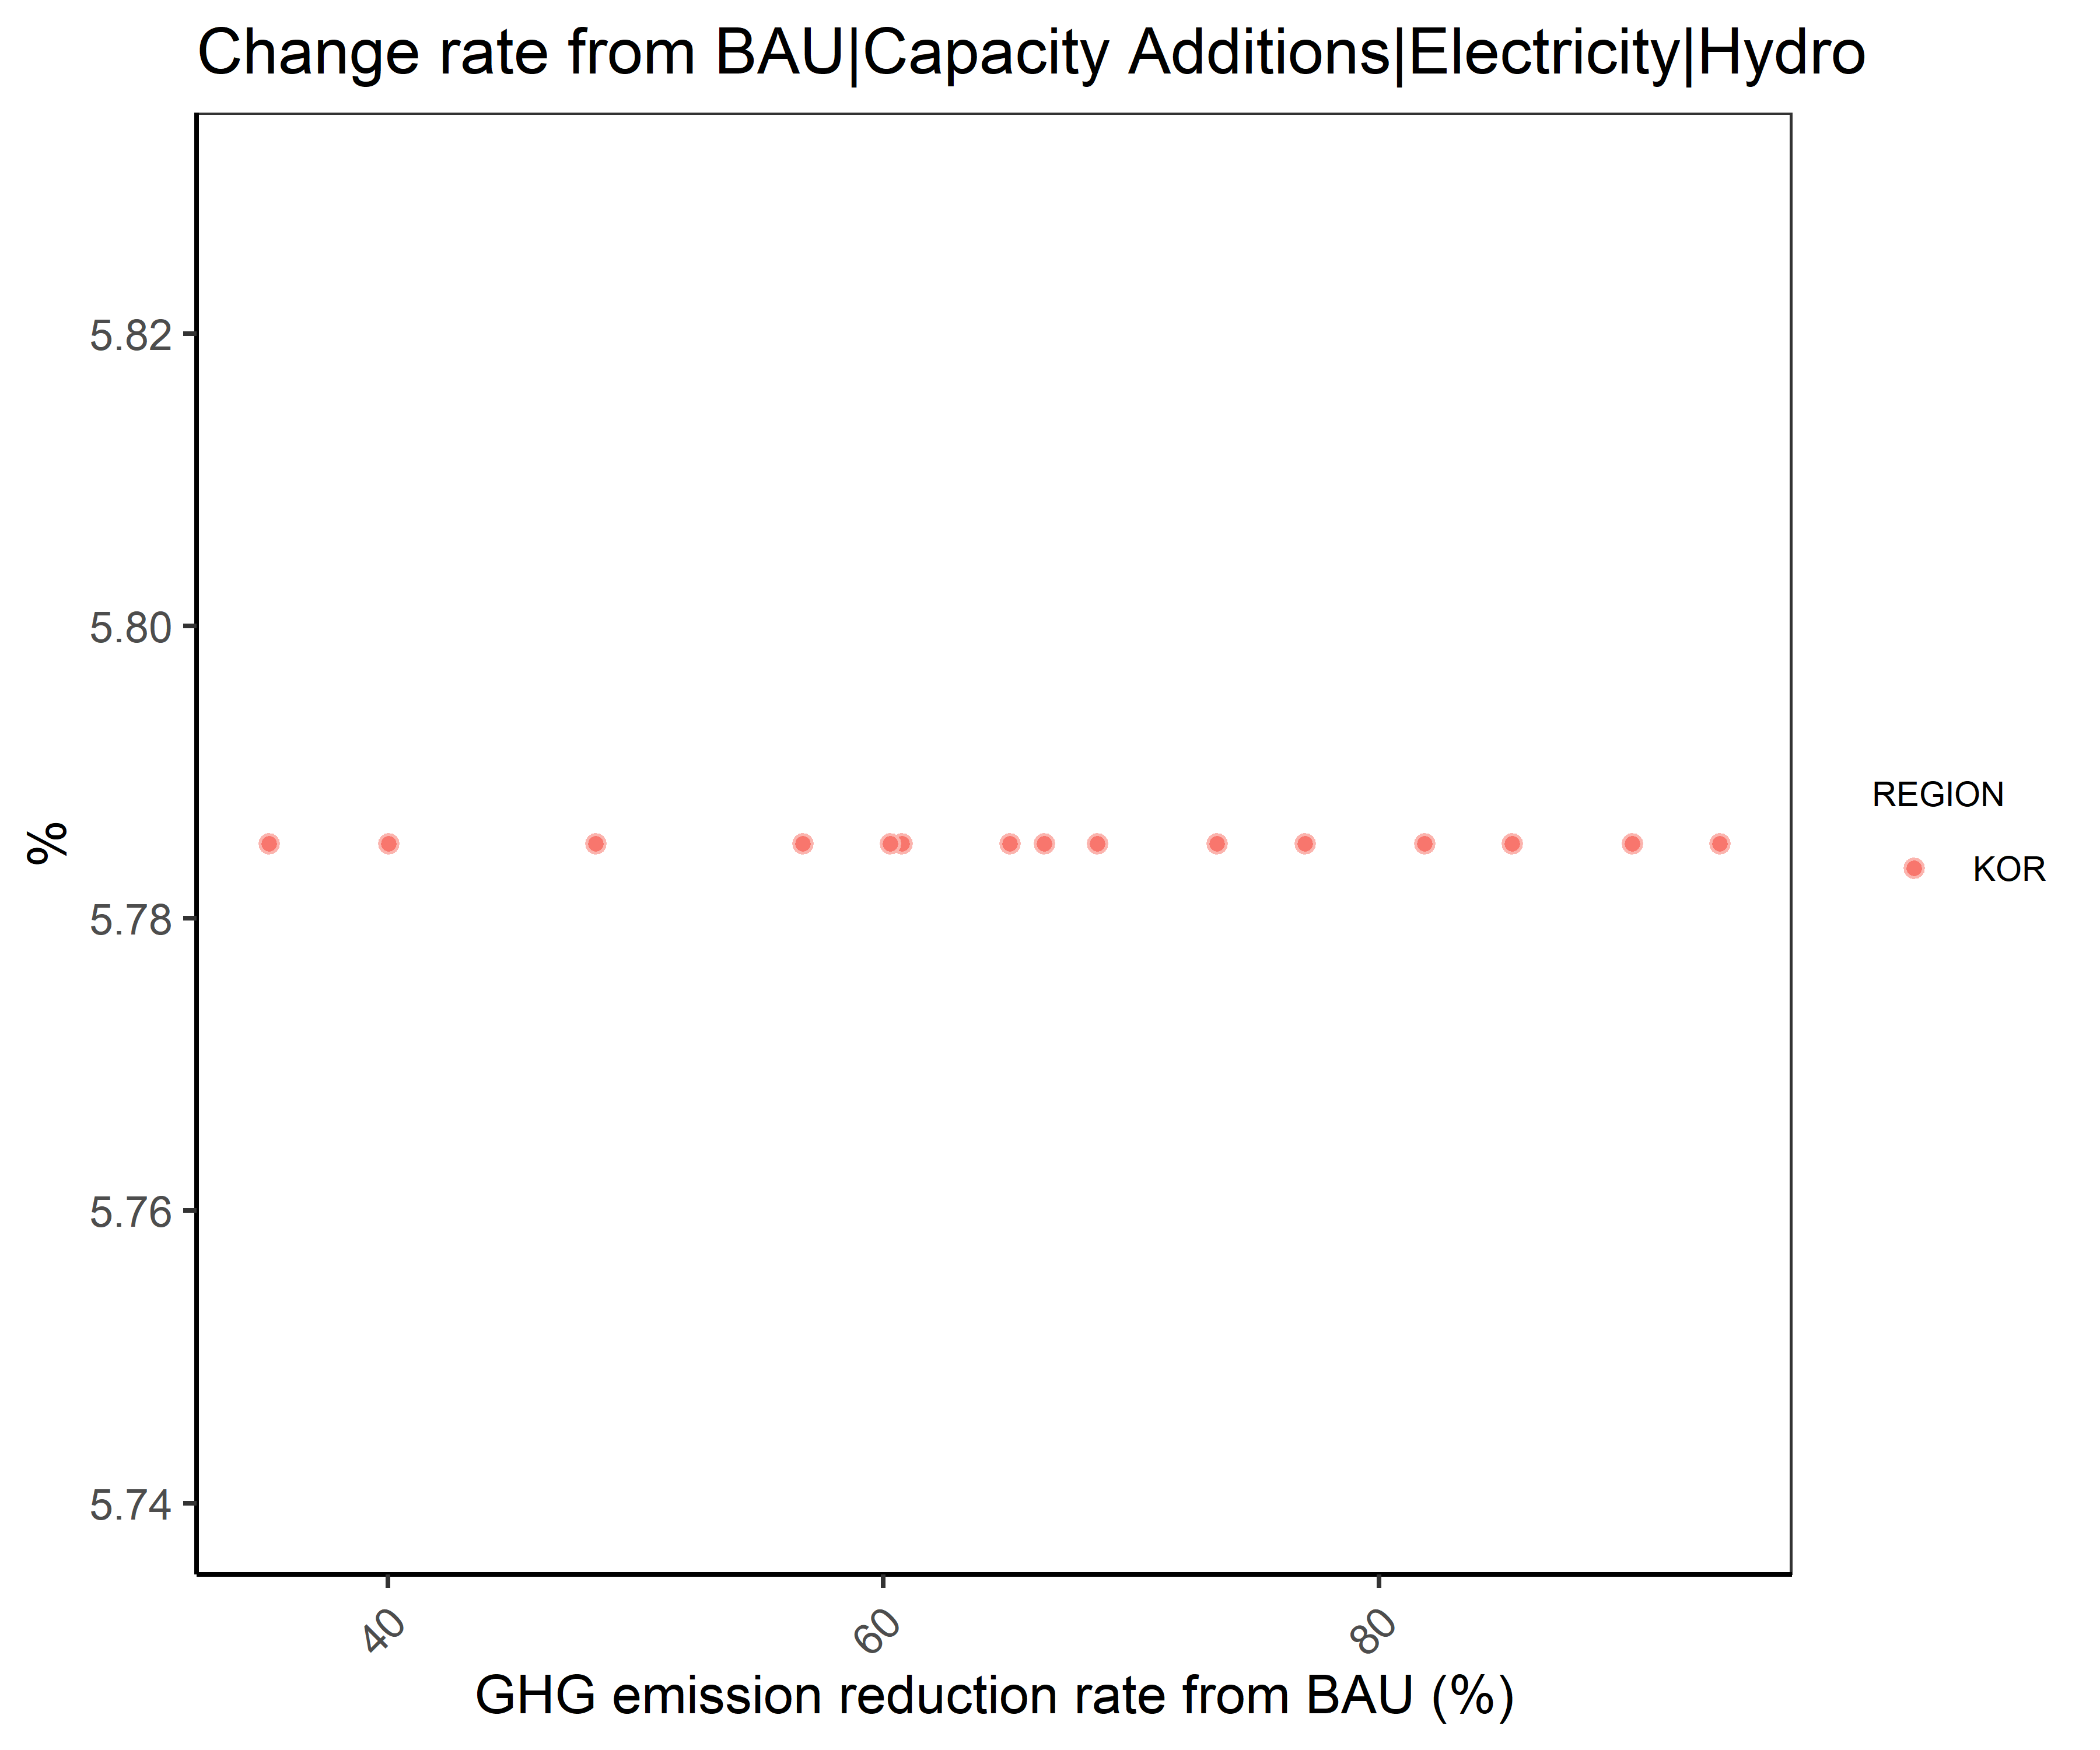 Change rate from BAU|Capacity Additions|Electricity|Hydro
5.82
5.80
5.78
5.76
5.74
%
40
60
80
GHG emission reduction rate from BAU (%)
REGION
KOR